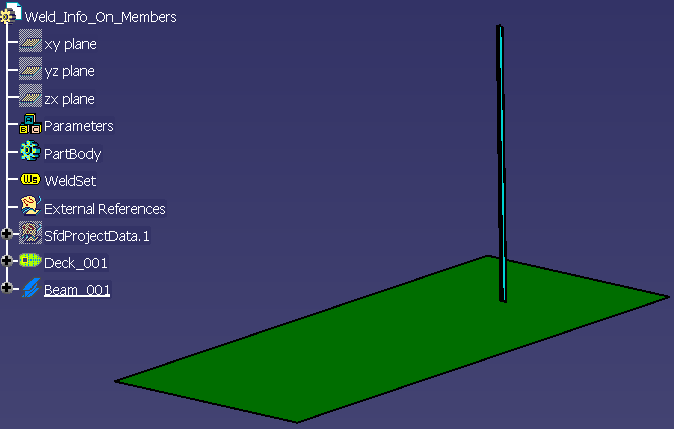 Weld_Info_On_Members
xy plane
yz plane
zx plane
Parameters
PartBody
WeldSet
External References
SfdProjectData.1
Deck_001
Beam_001